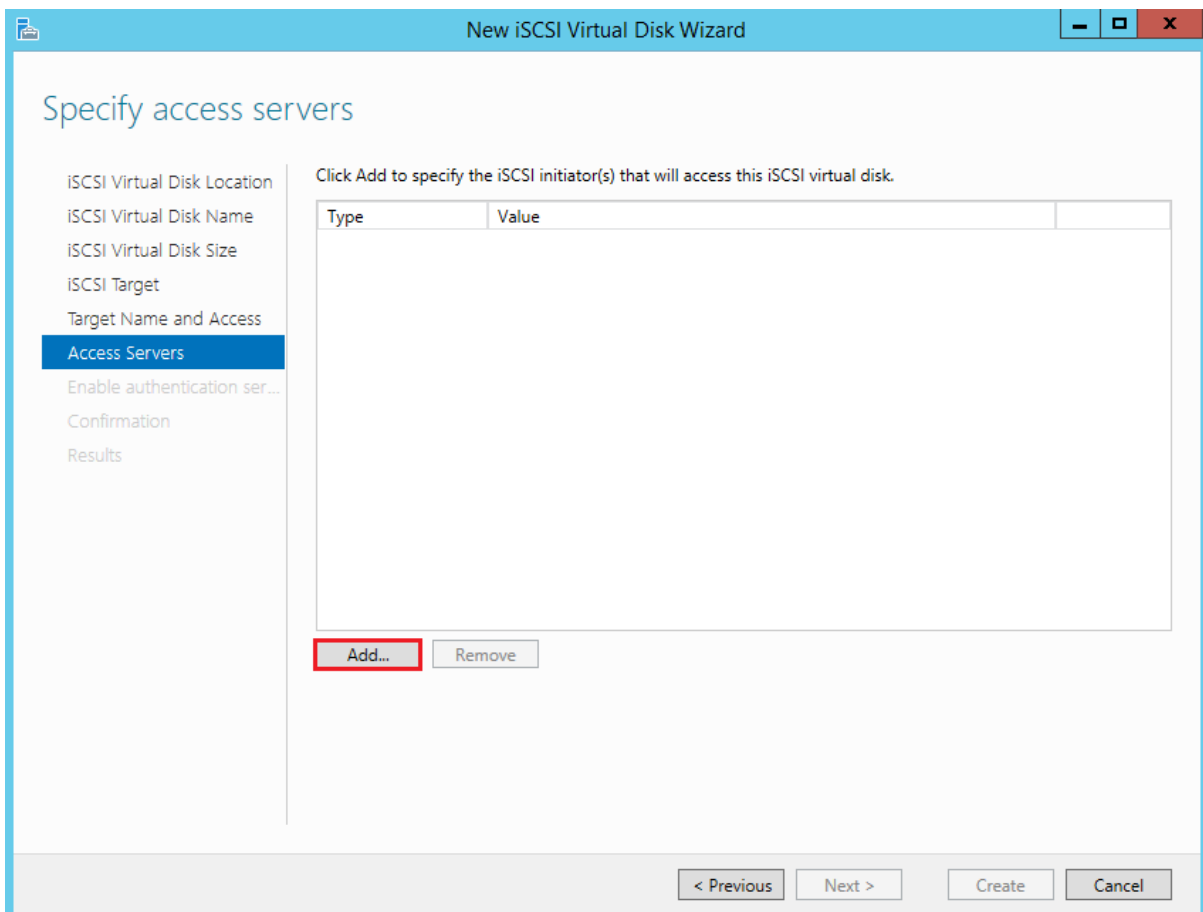 New iSCSI Virtual Disk Wizard
Specify access servers
iSCSI Virtual Disk Location
iSCSI Virtual Disk Name
iSCSI Virtual Disk Size
iSCSI Target
Target Name and Access
Access Servers
Enable authentication ser...
Confirmation
Results
Click Add to specify the iSCSI initiator(s) that will access this iSCSI virtual disk.
Type Value
Add... Remove
< Previous Next > Create Cancel